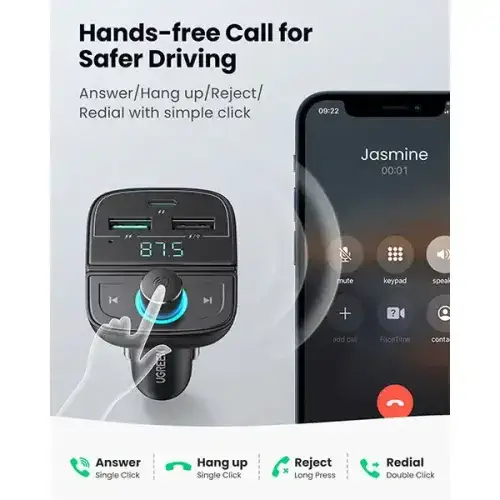 Hands-free Call for
Safer Driving
Answer/Hang up/Reject/
Redial with simple click
09:22
Jasmine
00:01
87.5
mute
keypad
speak
add call
FaceTime
conta
UGREEN
Answer
Single Click
Hang up
Single Click
Reject
Long Press
Redial
Double Click